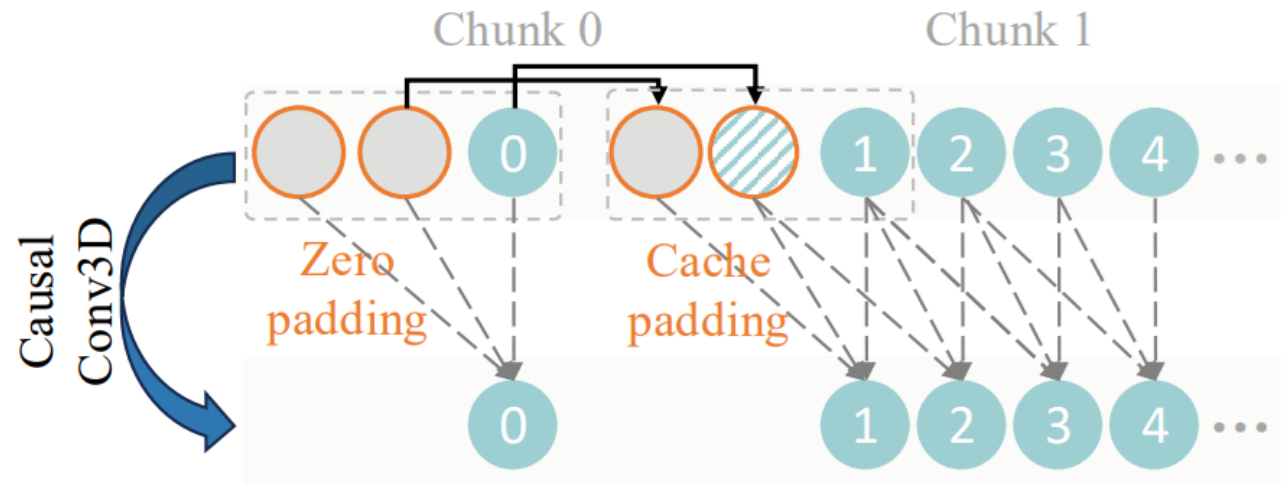 Chunk 0
Chunk 1
0
1
2
3
4
...
Causal
Conv3D
Zero
padding
Cache
padding
0
1
2
3
4
...